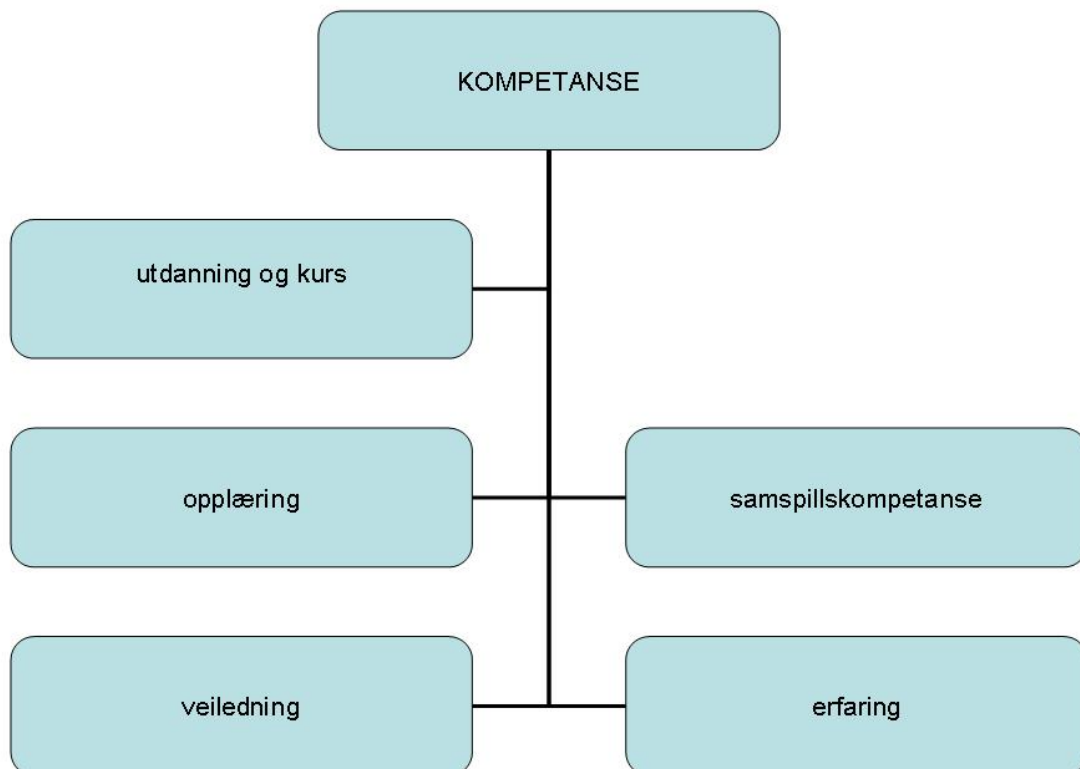 KOMPETANSE
utdanning og kurs
opplæring
samspillskompetanse
veiledning
erfaring